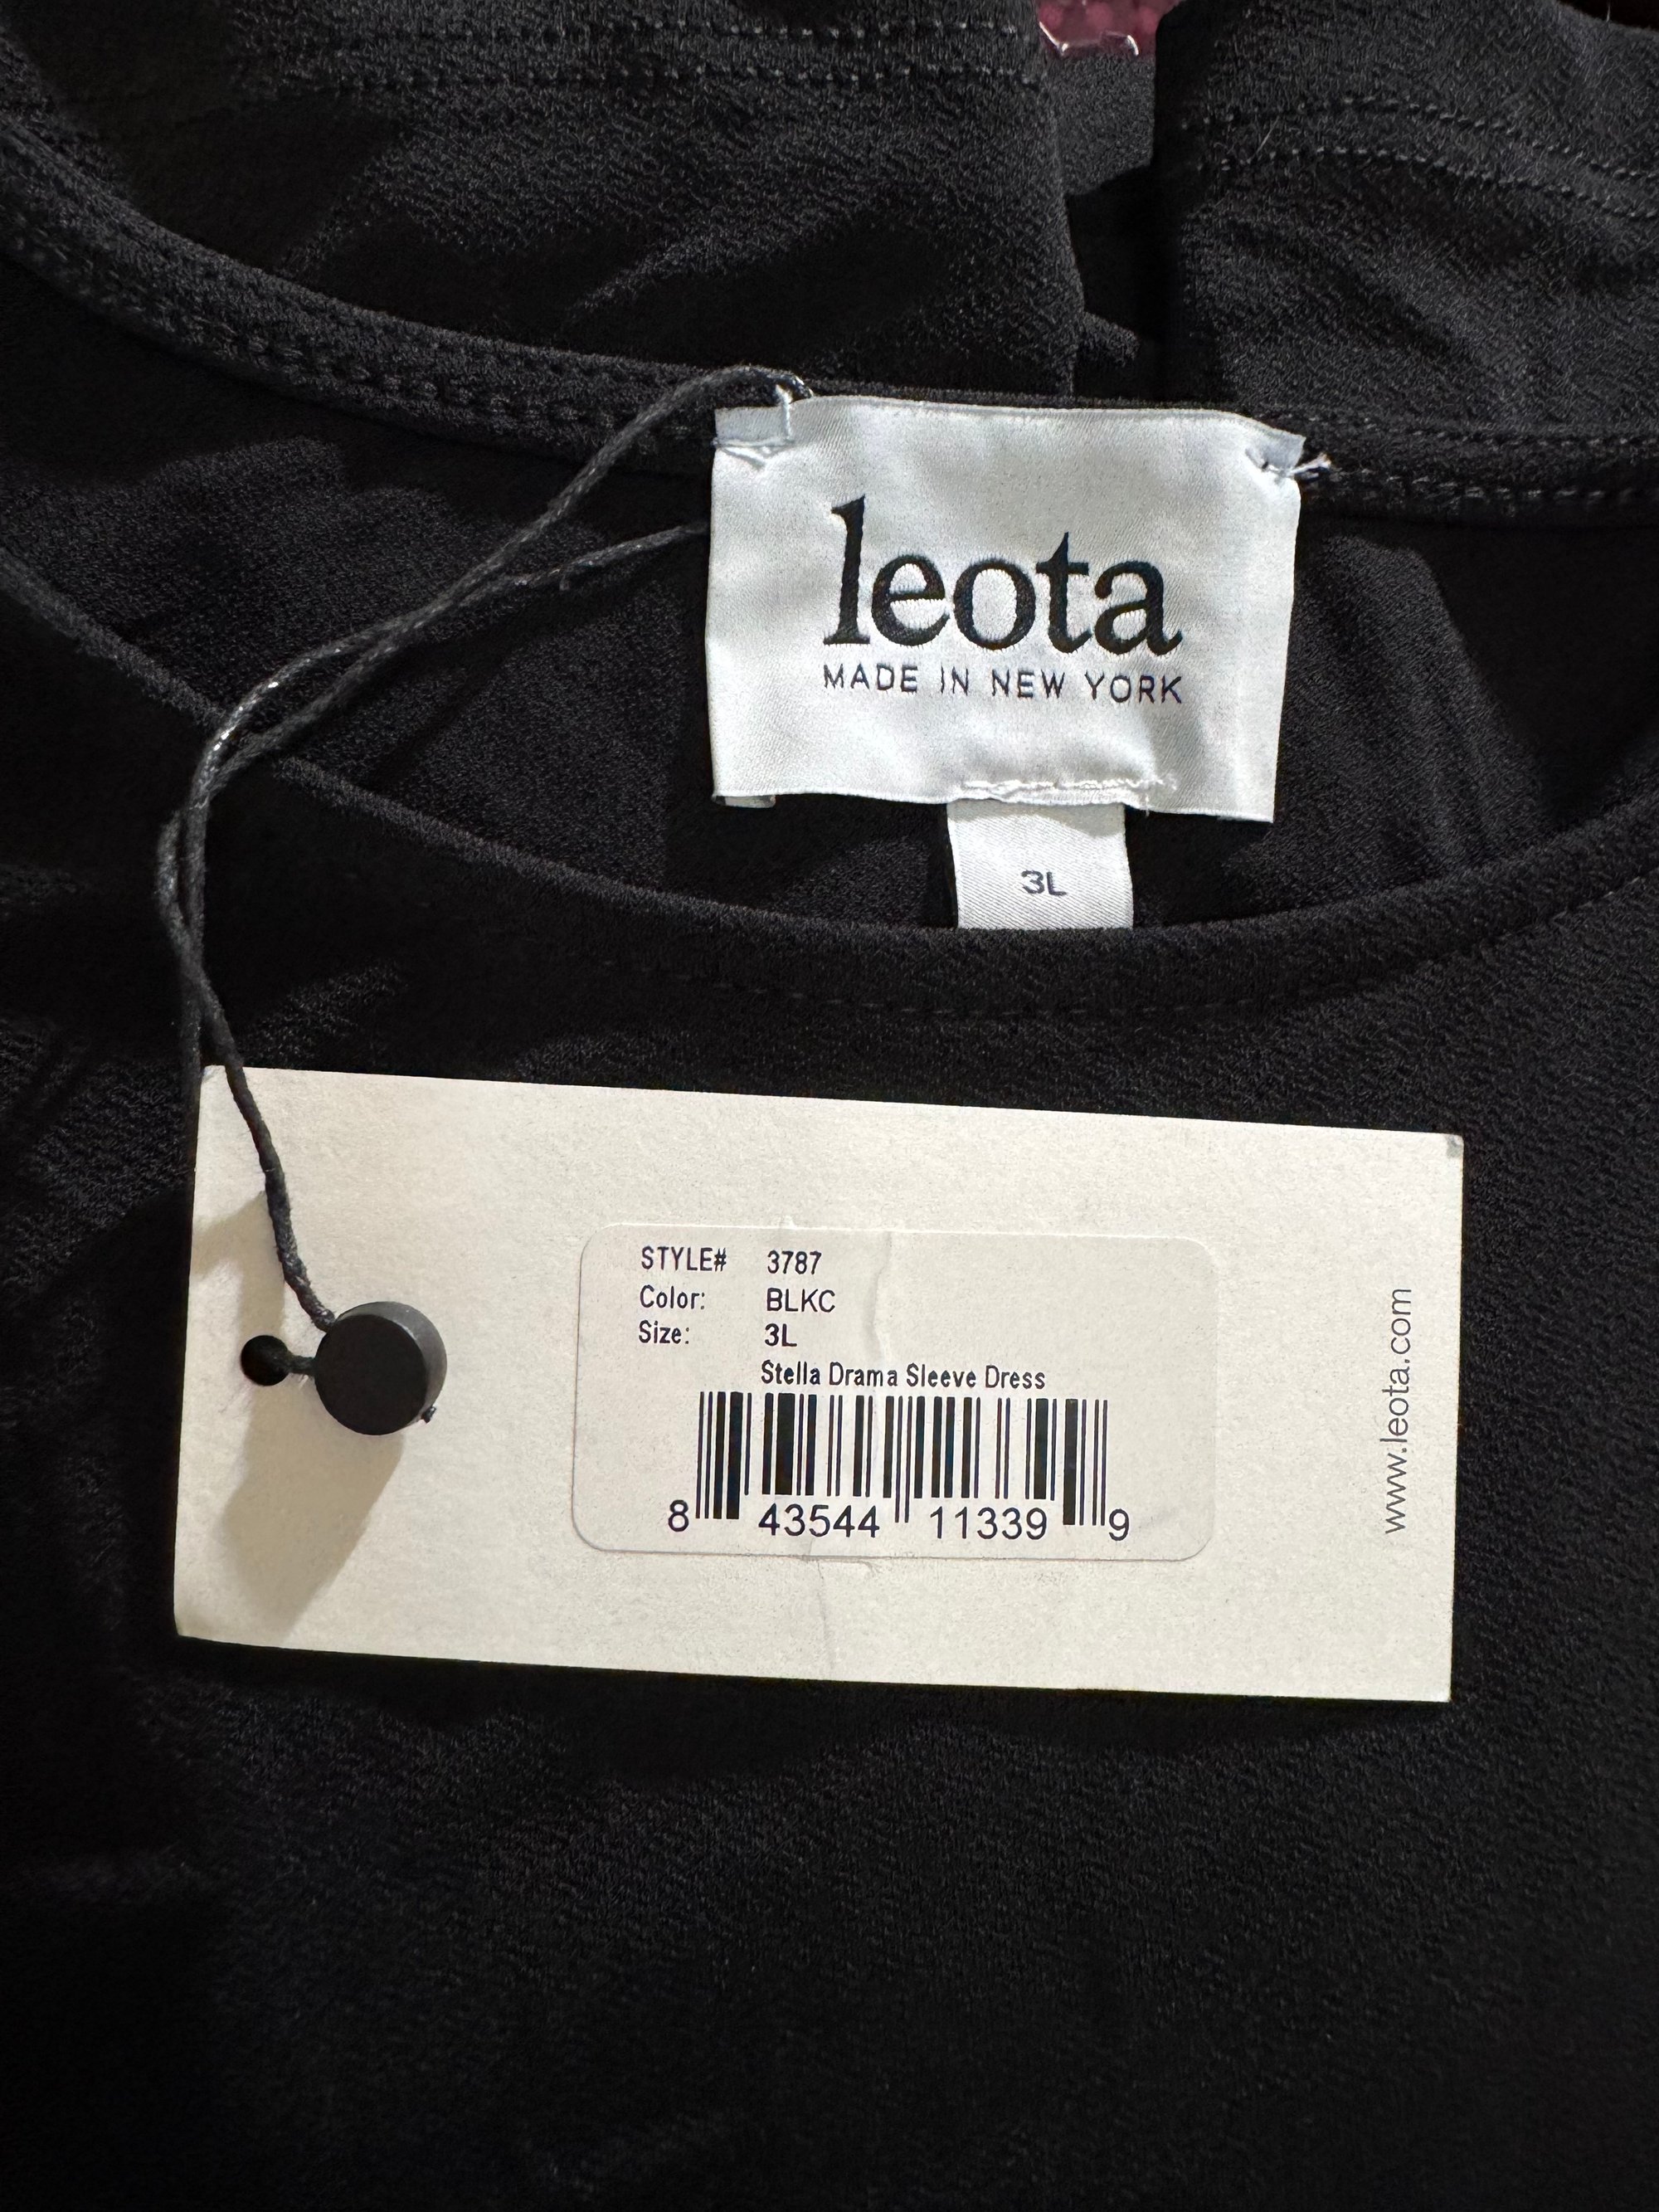 leota
MADE IN NEW YORK
3L
STYLE# 3787
Color: BLKC
Size: 3L
Stella Drama Sleeve Dress
8 43544 11339 9
www.leota.com